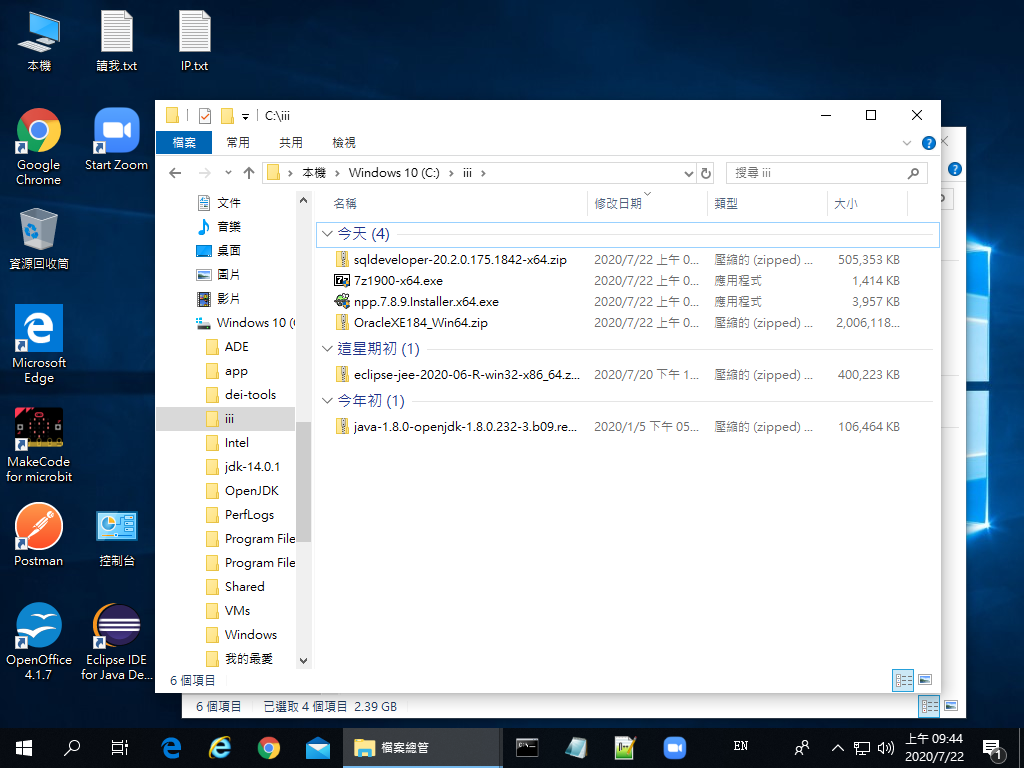 本機
讀我.txt
IP.txt
Google
Chrome
Start Zoom
資源回收筒
Microsoft
Edge
MakeCode
for microbit
Postman
控制台
OpenOffice
4.1.7
Eclipse IDE
for Java De...
C:\iii
檔案 常用 共用 檢視
本機 Windows 10 (C:) iii
搜尋 iii
文件
音樂
桌面
圖片
影片
Windows 10 (
ADE
app
dei-tools
iii
Intel
jdk-14.0.1
OpenJDK
PerfLogs
Program File
Program File
Shared
VMs
Windows
我的最愛
名稱 修改日期 類型 大小
今天 (4)
sqldeveloper-20.2.0.175.1842-x64.zip 2020/7/22 上午 0... 壓縮的 (zipped) ... 505,353 KB
7z1900-x64.exe 2020/7/22 上午 0... 應用程式 1,414 KB
npp.7.8.9.Installer.x64.exe 2020/7/22 上午 0... 應用程式 3,957 KB
OracleXE184_Win64.zip 2020/7/22 上午 0... 壓縮的 (zipped) ... 2,006,118...
這星期初 (1)
eclipse-jee-2020-06-R-win32-x86_64.z... 2020/7/20 下午 1... 壓縮的 (zipped) ... 400,223 KB
今年初 (1)
java-1.8.0-openjdk-1.8.0.232-3.b09.re... 2020/1/5 下午 05... 壓縮的 (zipped) ... 106,464 KB
6 個項目
6 個項目 已選取 4 個項目 2.39 GB
檔案總管
EN
上午 09:44
2020/7/22
1